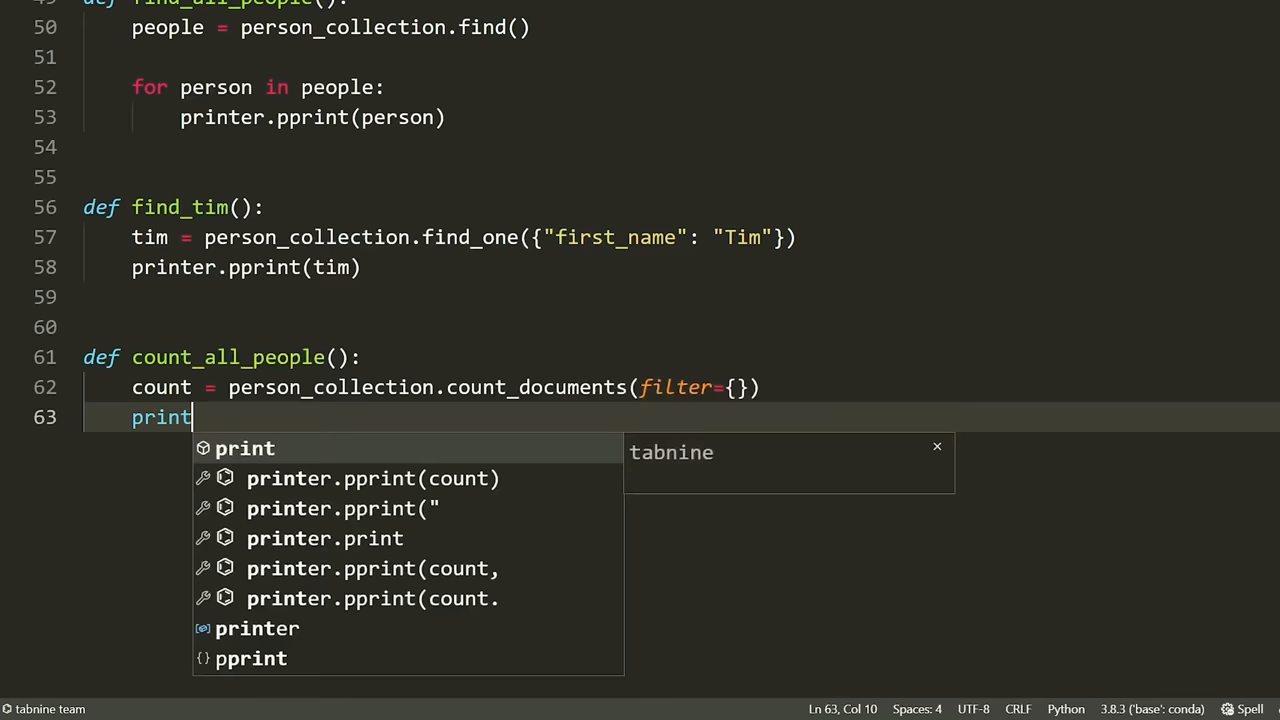 49 def find_all_people():
50 people = person_collection.find()
51
52 for person in people:
53 printer.pprint(person)
54
55
56 def find_tim():
57 tim = person_collection.find_one({"first_name": "Tim"})
58 printer.pprint(tim)
59
60
61 def count_all_people():
62 count = person_collection.count_documents(filter={})
63 print
print
tabnine
printer.pprint(count)
printer.pprint("
printer.print
printer.pprint(count,
printer.pprint(count.
printer
pprint
tabnine team
Ln 63, Col 10 Spaces: 4 UTF-8 CRLF Python 3.8.3 ('base': conda) Spell